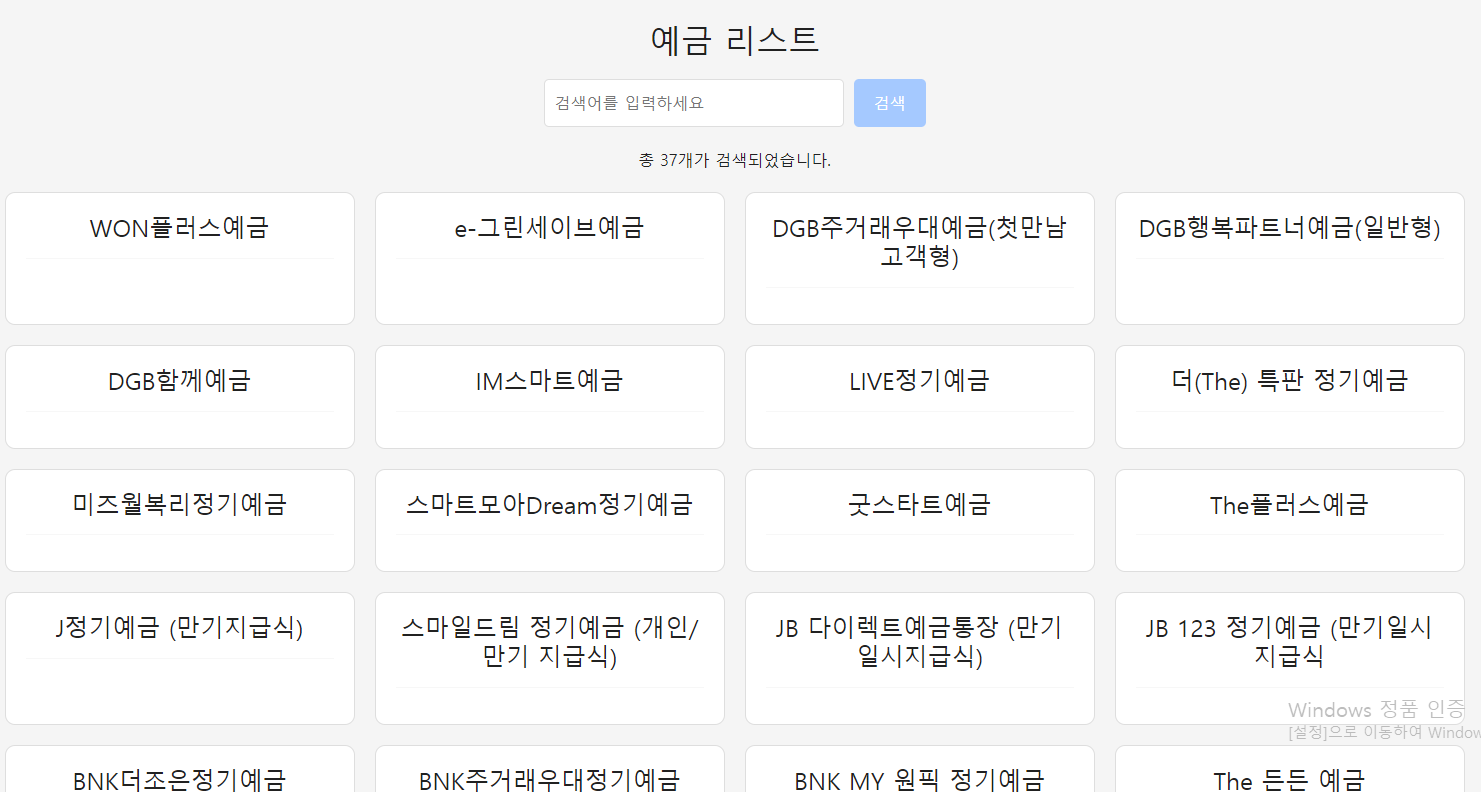 예금 리스트
검색어를 입력하세요
검색
총 37개가 검색되었습니다.
WON플러스예금
e-그린세이브예금
DGB주거래우대예금(첫만남
고객형)
DGB행복파트너예금(일반형)
DGB함께예금
IM스마트예금
LIVE정기예금
더(The) 특판 정기예금
미즈월복리정기예금
스마트모아Dream정기예금
굿스타트예금
The플러스예금
J정기예금 (만기지급식)
스마일드림 정기예금 (개인/
만기 지급식)
JB 다이렉트예금통장 (만기
일시지급식)
JB 123 정기예금 (만기일시
지급식
Windows 정품 인증
[설정]으로 이동하여 Window
BNK더조은정기예금
BNK주거래우대정기예금
BNK MY 원픽 정기예금
The 든든 예금